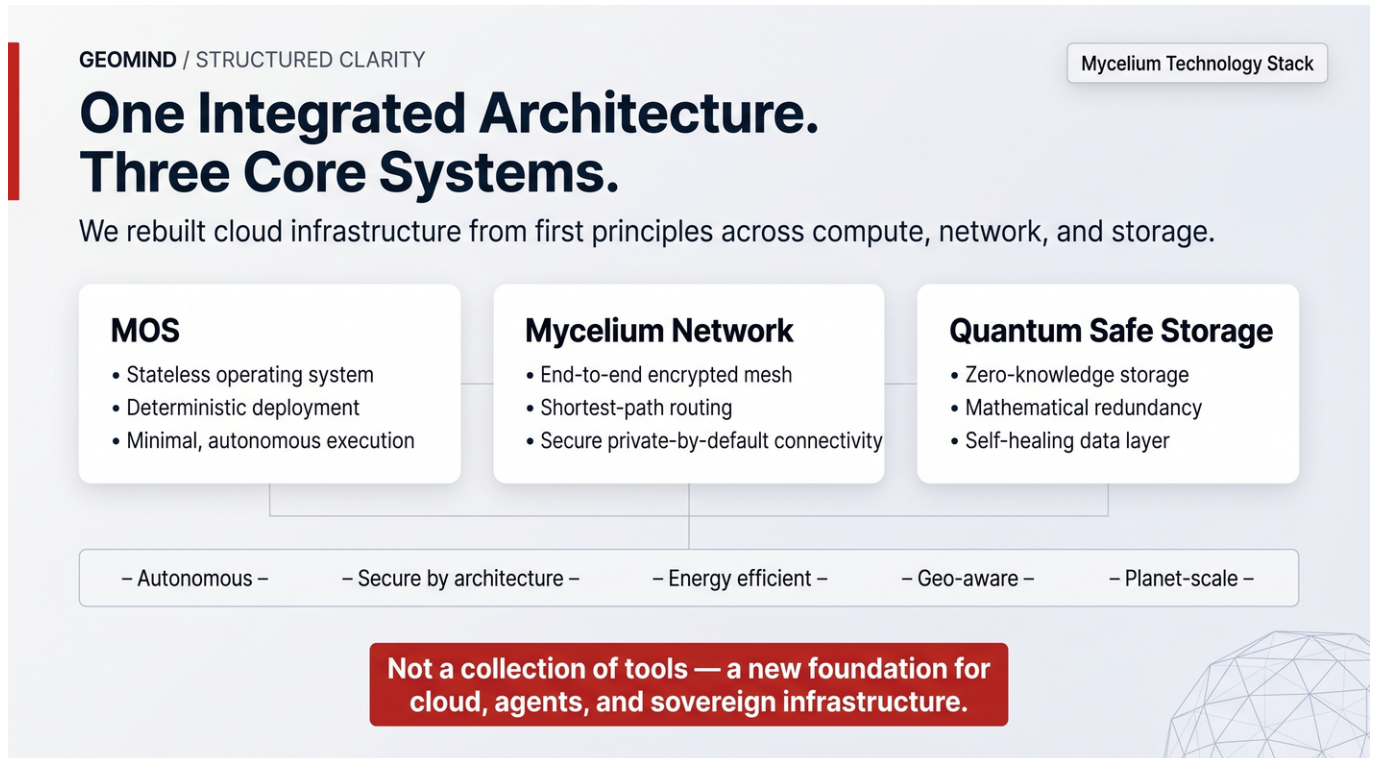 GEOMIND / STRUCTURED CLARITY
Mycelium Technology Stack
One Integrated Architecture.
Three Core Systems.
We rebuilt cloud infrastructure from first principles across compute, network, and storage.
MOS
• Stateless operating system
• Deterministic deployment
• Minimal, autonomous execution
Mycelium Network
• End-to-end encrypted mesh
• Shortest-path routing
• Secure private-by-default connectivity
Quantum Safe Storage
• Zero-knowledge storage
• Mathematical redundancy
• Self-healing data layer
– Autonomous – – Secure by architecture – – Energy efficient – – Geo-aware – – Planet-scale –
Not a collection of tools — a new foundation for
cloud, agents, and sovereign infrastructure.